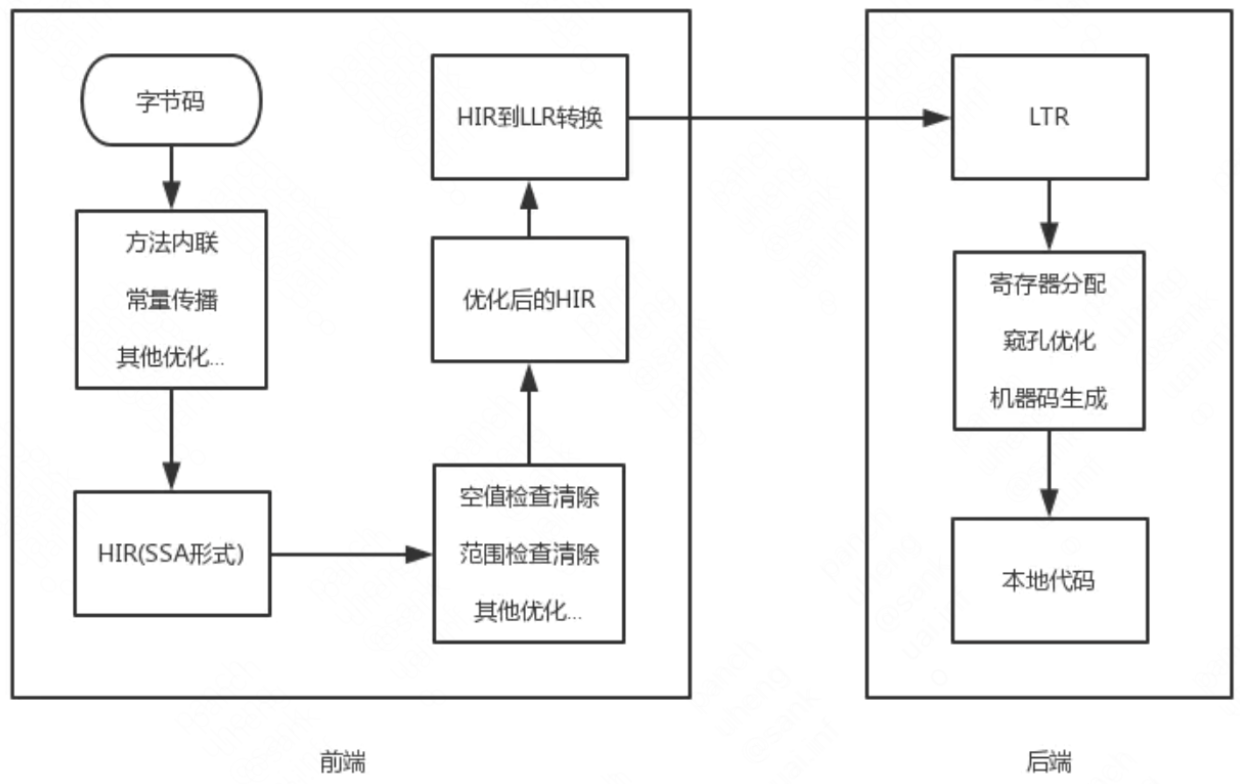 字节码
方法内联
常量传播
其他优化...
HIR(SSA形式)
空值检查清除
范围检查清除
其他优化...
优化后的HIR
HIR到LLR转换
LTR
寄存器分配
窥孔优化
机器码生成
本地代码
前端
后端